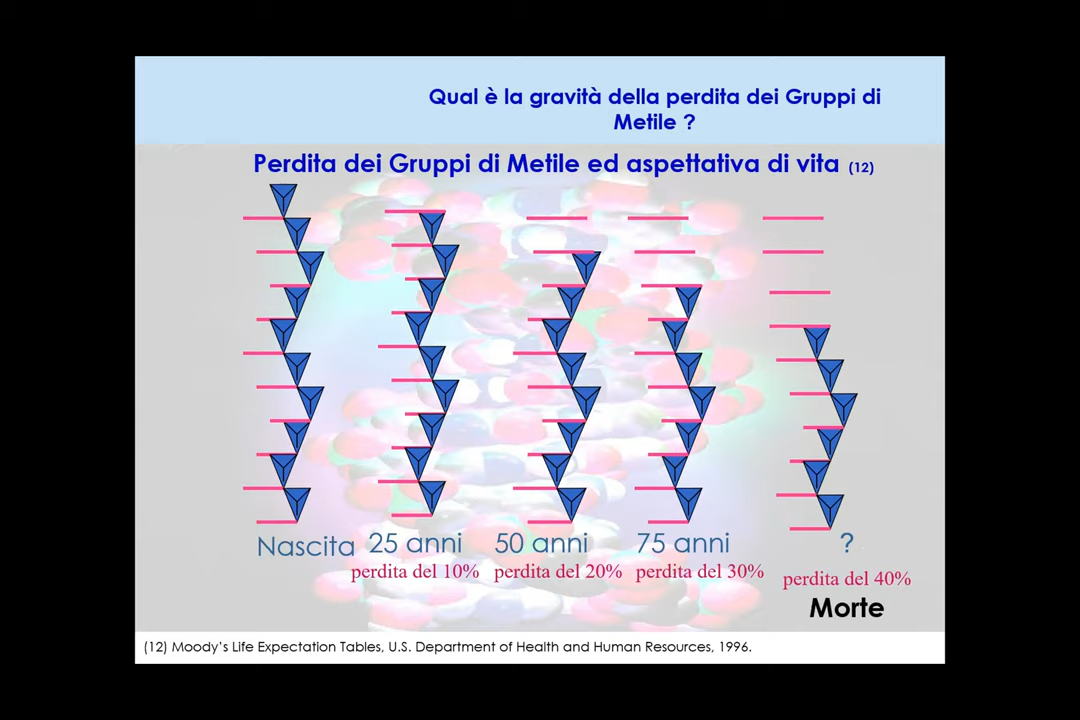 Qual è la gravità della perdita dei Gruppi di
Metile ?
Perdita dei Gruppi di Metile ed aspettativa di vita (12)
Nascita
25 anni
perdita del 10%
50 anni
perdita del 20%
75 anni
perdita del 30%
?
perdita del 40%
Morte
(12) Moody’s Life Expectation Tables, U.S. Department of Health and Human Resources, 1996.